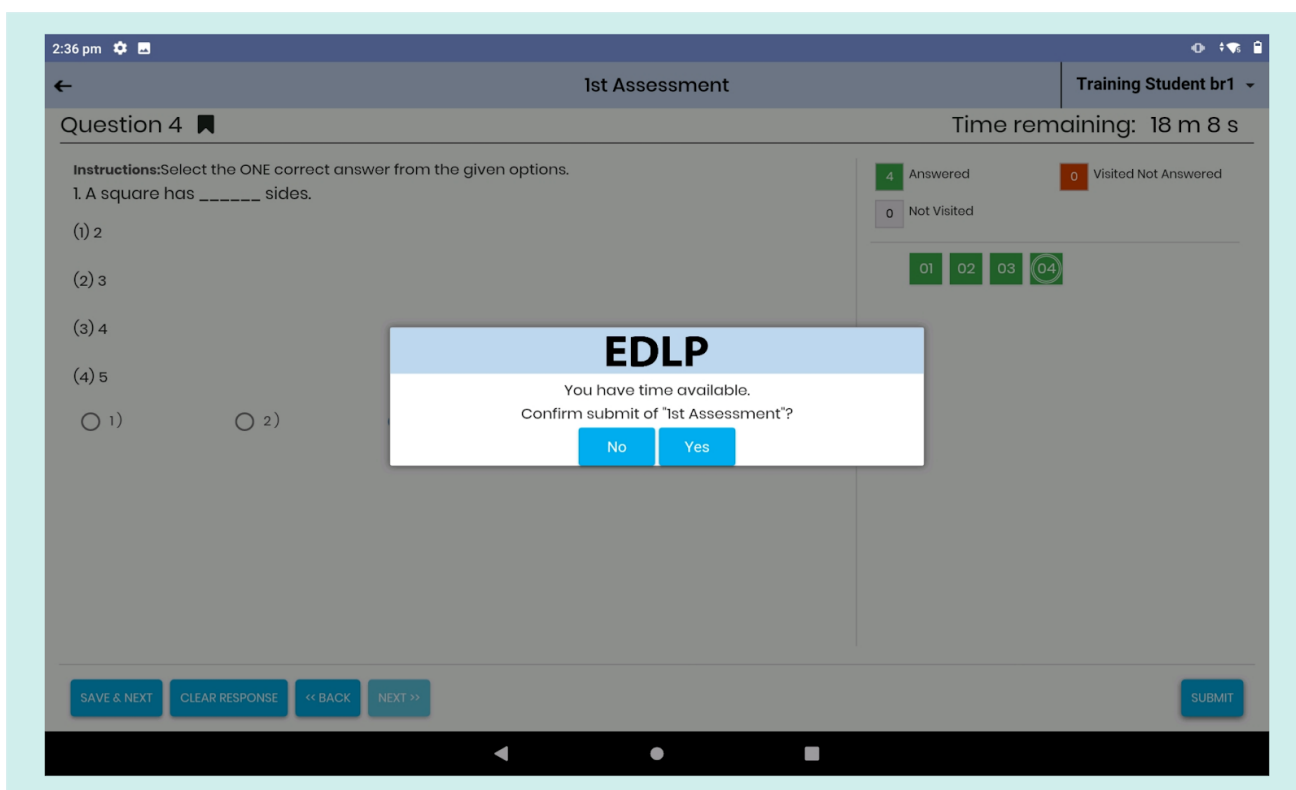 2:36 pm
1st Assessment
Training Student br1
Question 4
Time remaining: 18 m 8 s
Instructions:Select the ONE correct answer from the given options.
1. A square has ______ sides.
(1) 2
(2) 3
(3) 4
(4) 5
1)
2)
4 Answered
0 Visited Not Answered
0 Not Visited
01 02 03 04
EDLP
You have time available.
Confirm submit of "1st Assessment"?
No Yes
SAVE & NEXT CLEAR RESPONSE << BACK NEXT >> SUBMIT